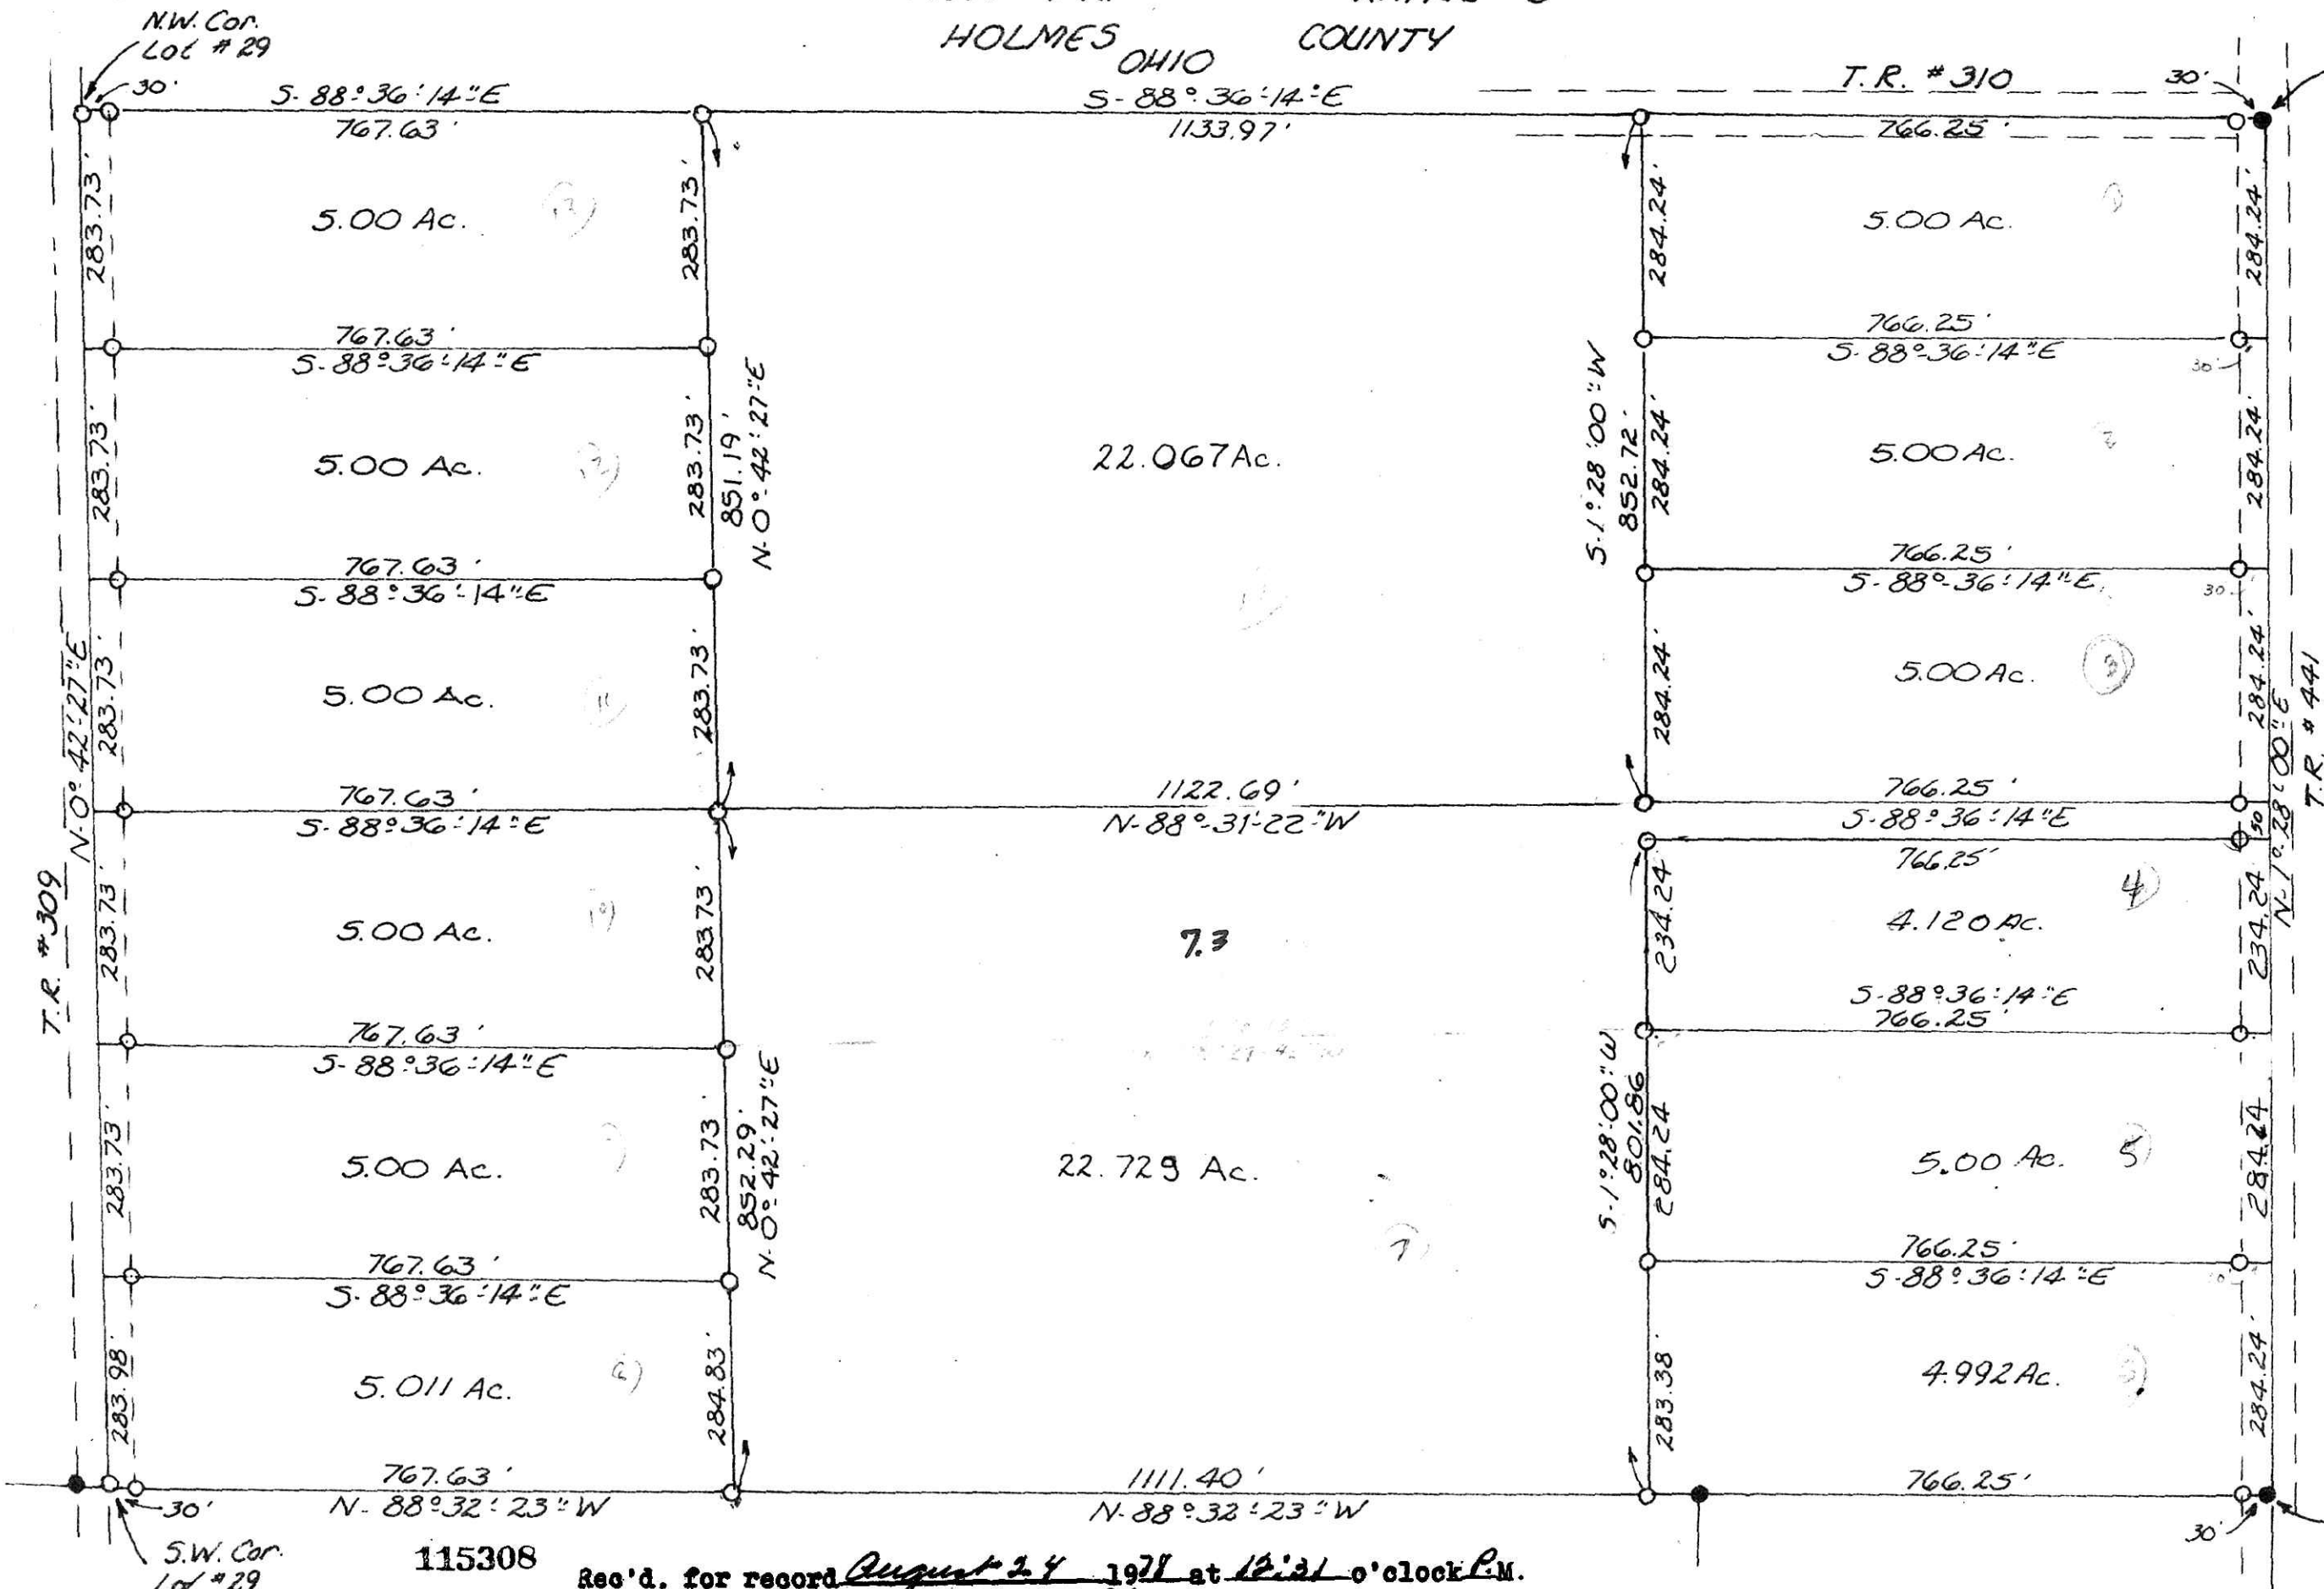 HOLMES COUNTY
OHIO
N.W. Cor.
Lot #29
30'
S-88°36'14"E
767.63'
S-88°36'14"E
1133.97'
T.R. #310
30'
766.25'
283.73'
5.00 Ac.
283.73'
284.24'
5.00 Ac.
284.24'
767.63'
S-88°36'14"E
766.25'
S-88°36'14"E
30'
283.73'
5.00 Ac.
283.73'
851.19'
N-0°42'27"E
22.067 Ac.
S-1°28'00"W
852.72'
284.24'
5.00 Ac.
2
284.24'
767.63'
S-88°36'14"E
766.25'
S-88°36'14"E
30'
N-0°42'27"E
283.73'
5.00 Ac.
11
283.73'
284.24'
5.00 Ac.
3
284.24'
N-1°28'00"E
T.R. #441
767.63'
S-88°36'14"E
1122.69'
N-88°-31'-22"W
766.25'
S-88°36'14"E
50
766.25'
T.R. #309
283.73'
5.00 Ac.
283.73'
7.3
234.24'
4.120 Ac.
4
234.24
S-88°36'14"E
766.25'
767.63'
S-88°36'14"E
283.73'
5.00 Ac.
283.73'
852.29'
N-0°42'27"E
22.729 Ac.
7
S-1°28'00"W
801.86
284.24
5.00 Ac.
5
284.24
767.63'
S-88°36'14"E
766.25'
S-88°36'14"E
283.98'
5.011 Ac.
284.83'
283.38'
4.992 Ac.
284.24'
767.63'
N-88°32'23"W
1111.40'
N-88°32'23"W
766.25'
30'
30'
S.W. Cor.
Lot #29
115308
Rec'd. for record August 24 1978 at 12:31 o'clock P.M.